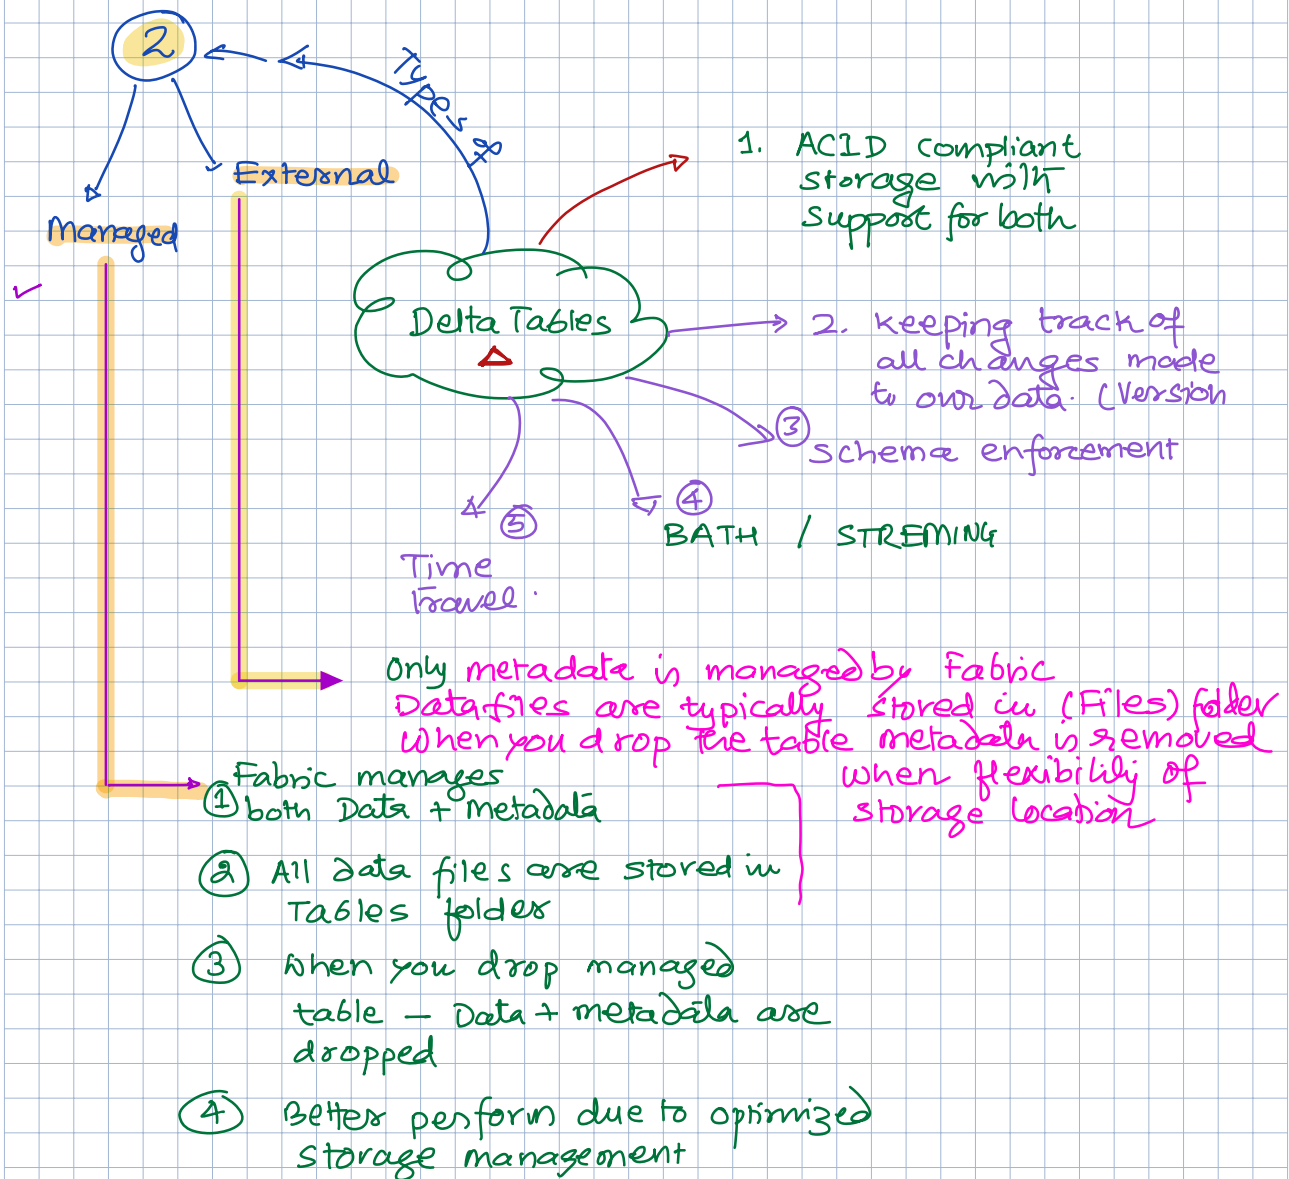 2
Types of
External
Managed
1. ACID compliant
storage with
support for both
Delta Tables
2. keeping track of
all changes made
to our data. (Version
3
schema enforcement
4
BATH / STREMING
5
Time
travel.
only metadata is managed by Fabric
Data files are typically stored in (Files) folder
when you drop the table metadata is removed
when flexibility of
storage location
1 Fabric manages
both Data + metadata
2 All data files are stored in
Tables folder
3 when you drop managed
table - Data + metadata are
dropped
4 Better perform due to optimized
storage management